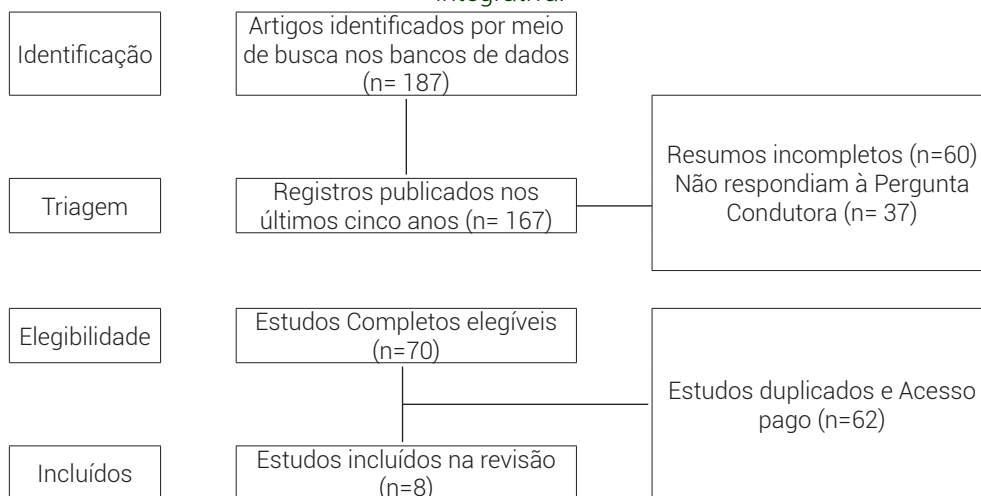 integrativa.
Identificação
Artigos identificados por meio
de busca nos bancos de dados
(n= 187)
Triagem
Registros publicados nos
últimos cinco anos (n= 167)
Resumos incompletos (n=60)
Não respondiam à Pergunta
Condutora (n= 37)
Elegibilidade
Estudos Completos elegíveis
(n=70)
Estudos duplicados e Acesso
pago (n=62)
Incluídos
Estudos incluídos na revisão
(n=8)